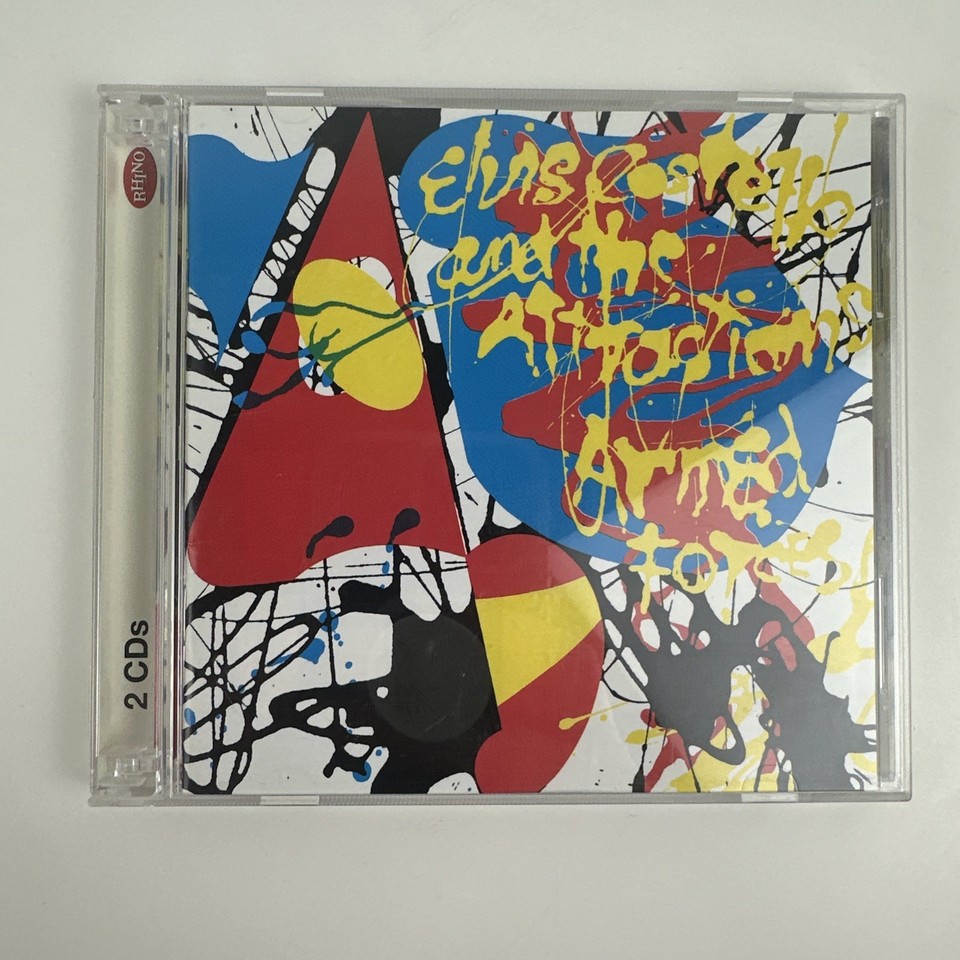 RHINO
2 CDs
Elvis Costello
and the
Attractions
Armed
forces!